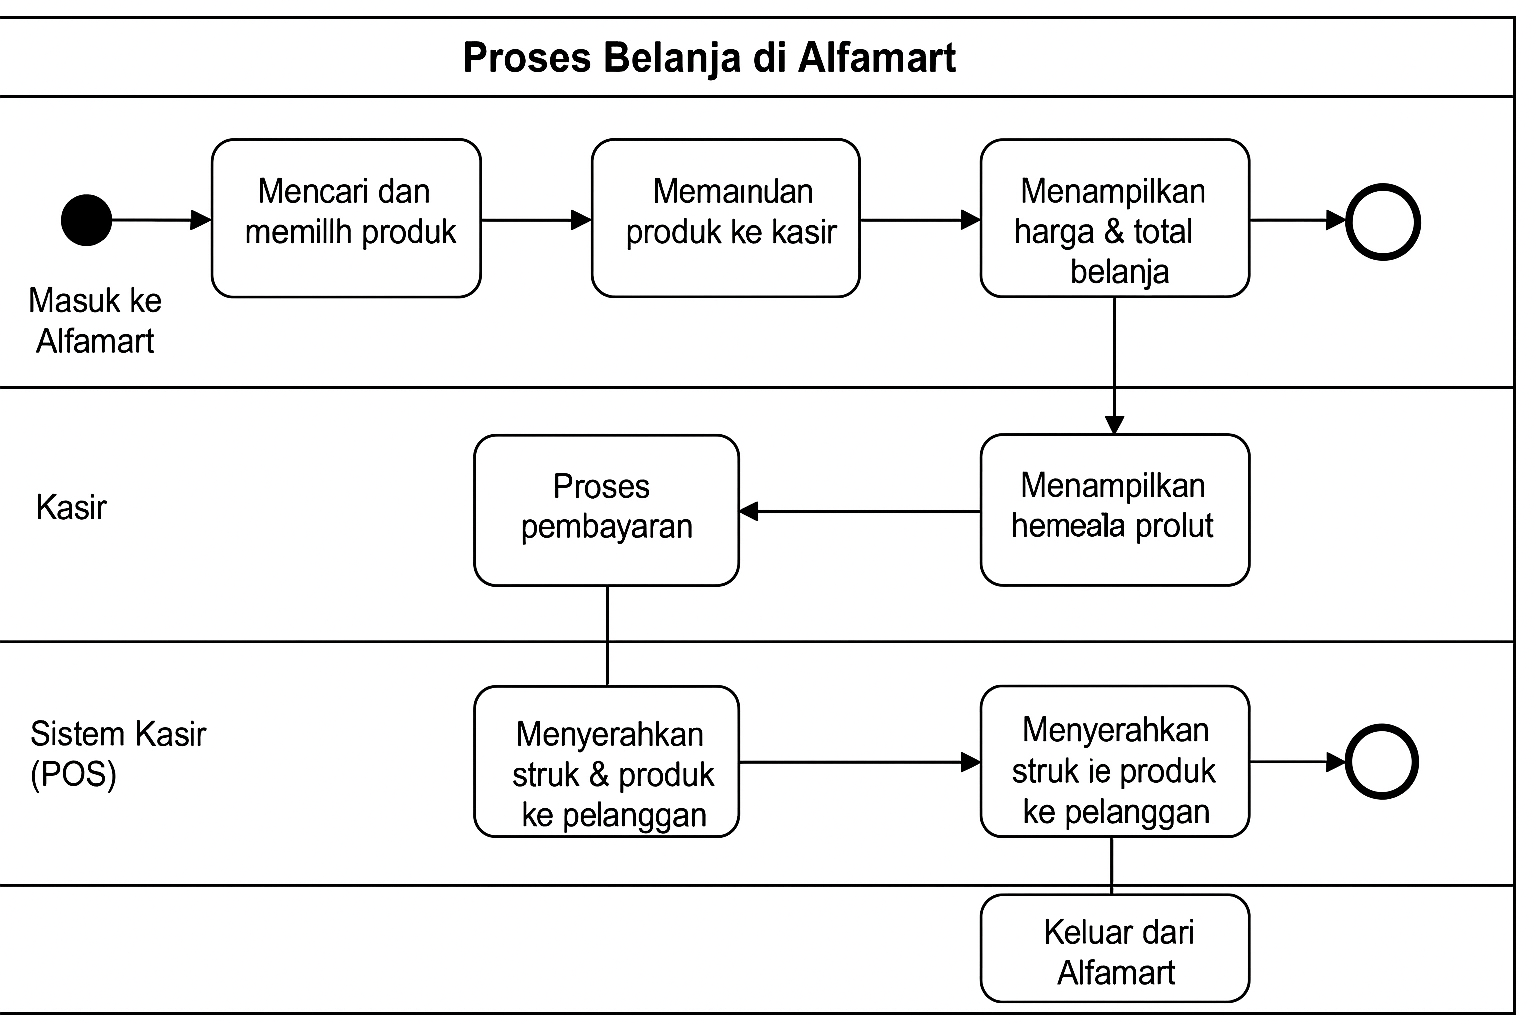 Proses Belanja di Alfamart
Mencari dan
memillh produk
Memaınulan
produk ke kasir
Menampilkan
harga & total
belanja
Masuk ke
Alfamart
Kasir
Proses
pembayaran
Menampilkan
hemeala prolut
Sistem Kasir
(POS)
Menyerahkan
struk & produk
ke pelanggan
Menyerahkan
struk ie produk
ke pelanggan
Keluar dari
Alfamart